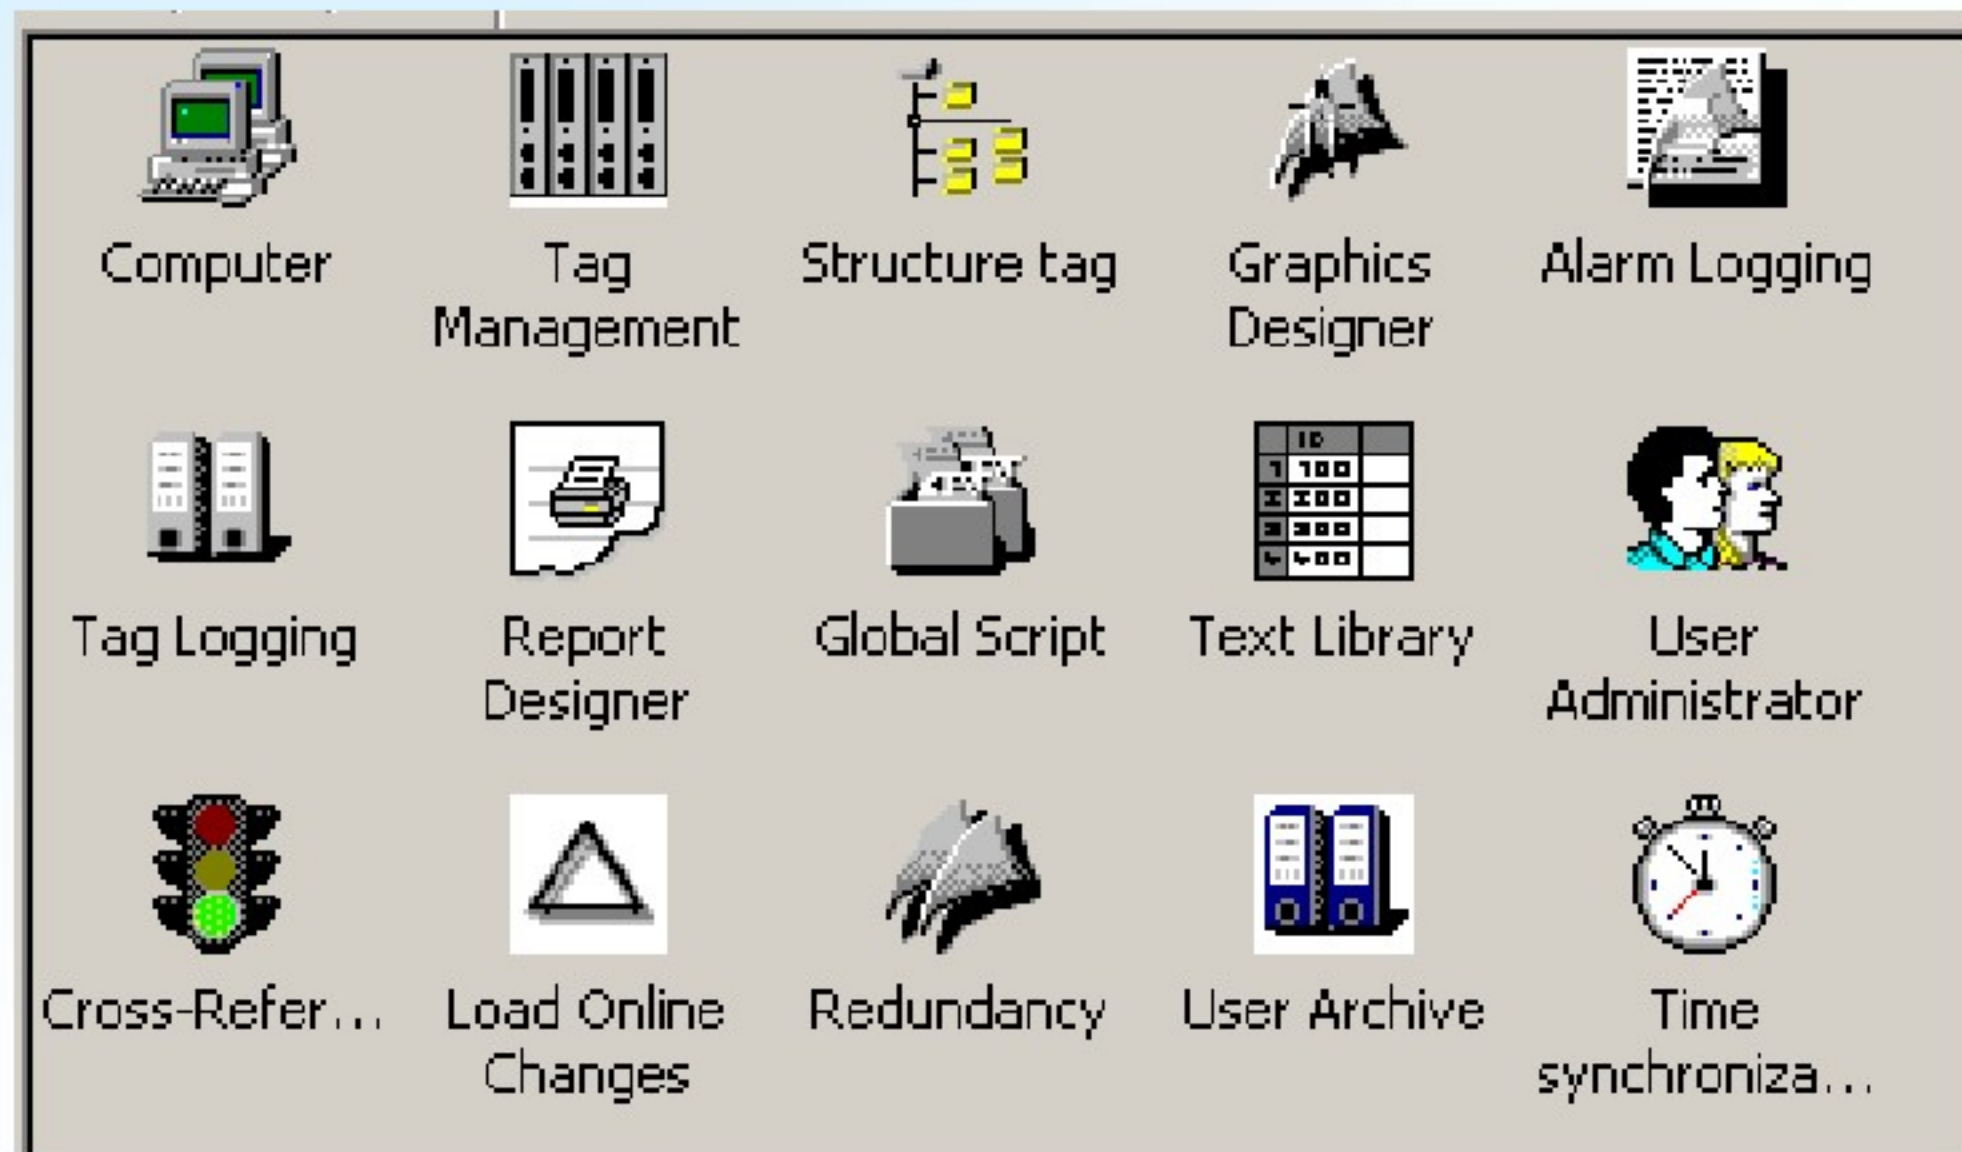 Computer
Tag
Management
Structure tag
Graphics
Designer
Alarm Logging
Tag Logging
Report
Designer
Global Script
Text Library
User
Administrator
Cross-Refer...
Load Online
Changes
Redundancy
User Archive
Time
synchroniza...